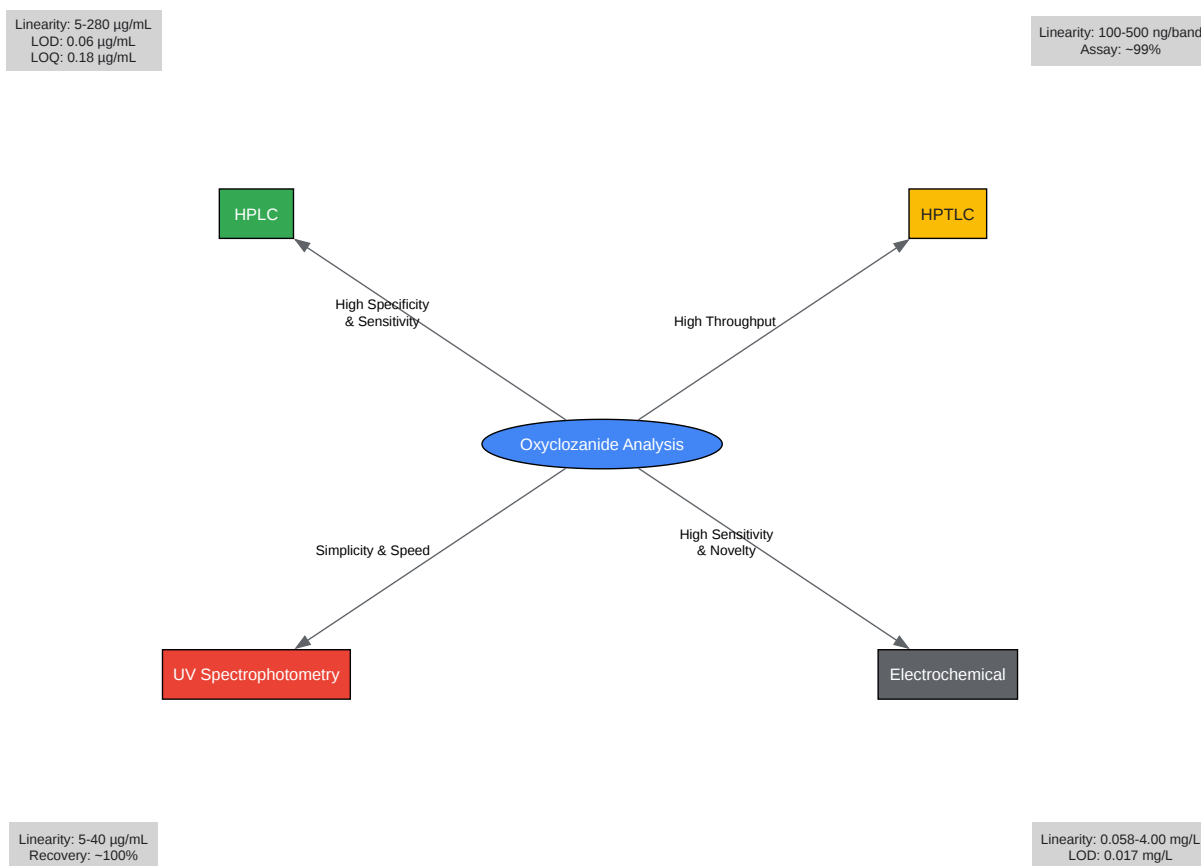 Linearity: 5-280 µg/mL
LOD: 0.06 µg/mL
LOQ: 0.18 µg/mL
Linearity: 100-500 ng/band
Assay: ~99%
HPLC
HPTLC
High Specificity
& Sensitivity
High Throughput
Oxyclozanide Analysis
Simplicity & Speed
High Sensitivity
& Novelty
UV Spectrophotometry
Electrochemical
Linearity: 5-40 µg/mL
Recovery: ~100%
Linearity: 0.058-4.00 mg/L
LOD: 0.017 mg/L